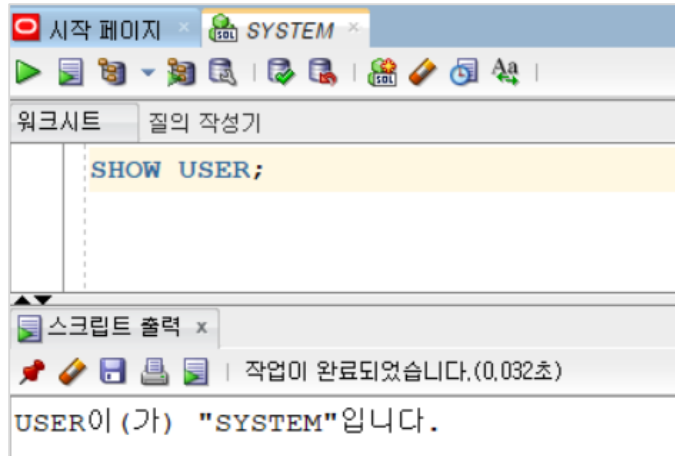 시작 페이지 SYSTEM
워크시트 질의 작성기
SHOW USER;
스크립트 출력 x
작업이 완료되었습니다.(0.032초)
USER이(가) "SYSTEM"입니다.